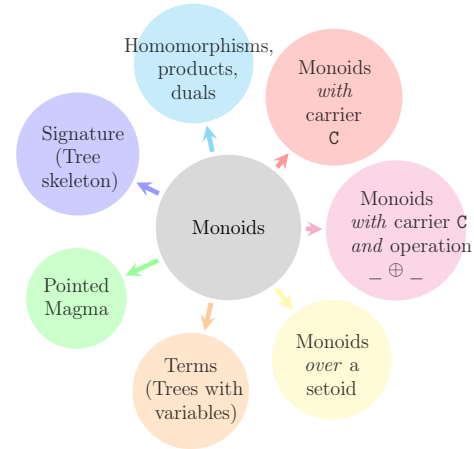 Homomorphisms,
products,
duals
Monoids
with
carrier
C
Signature
(Tree
skeleton)
Monoids
Monoids
with carrier C
and operation
_ ⊕ _
Pointed
Magma
Monoids
over a
setoid
Terms
(Trees with
variables)